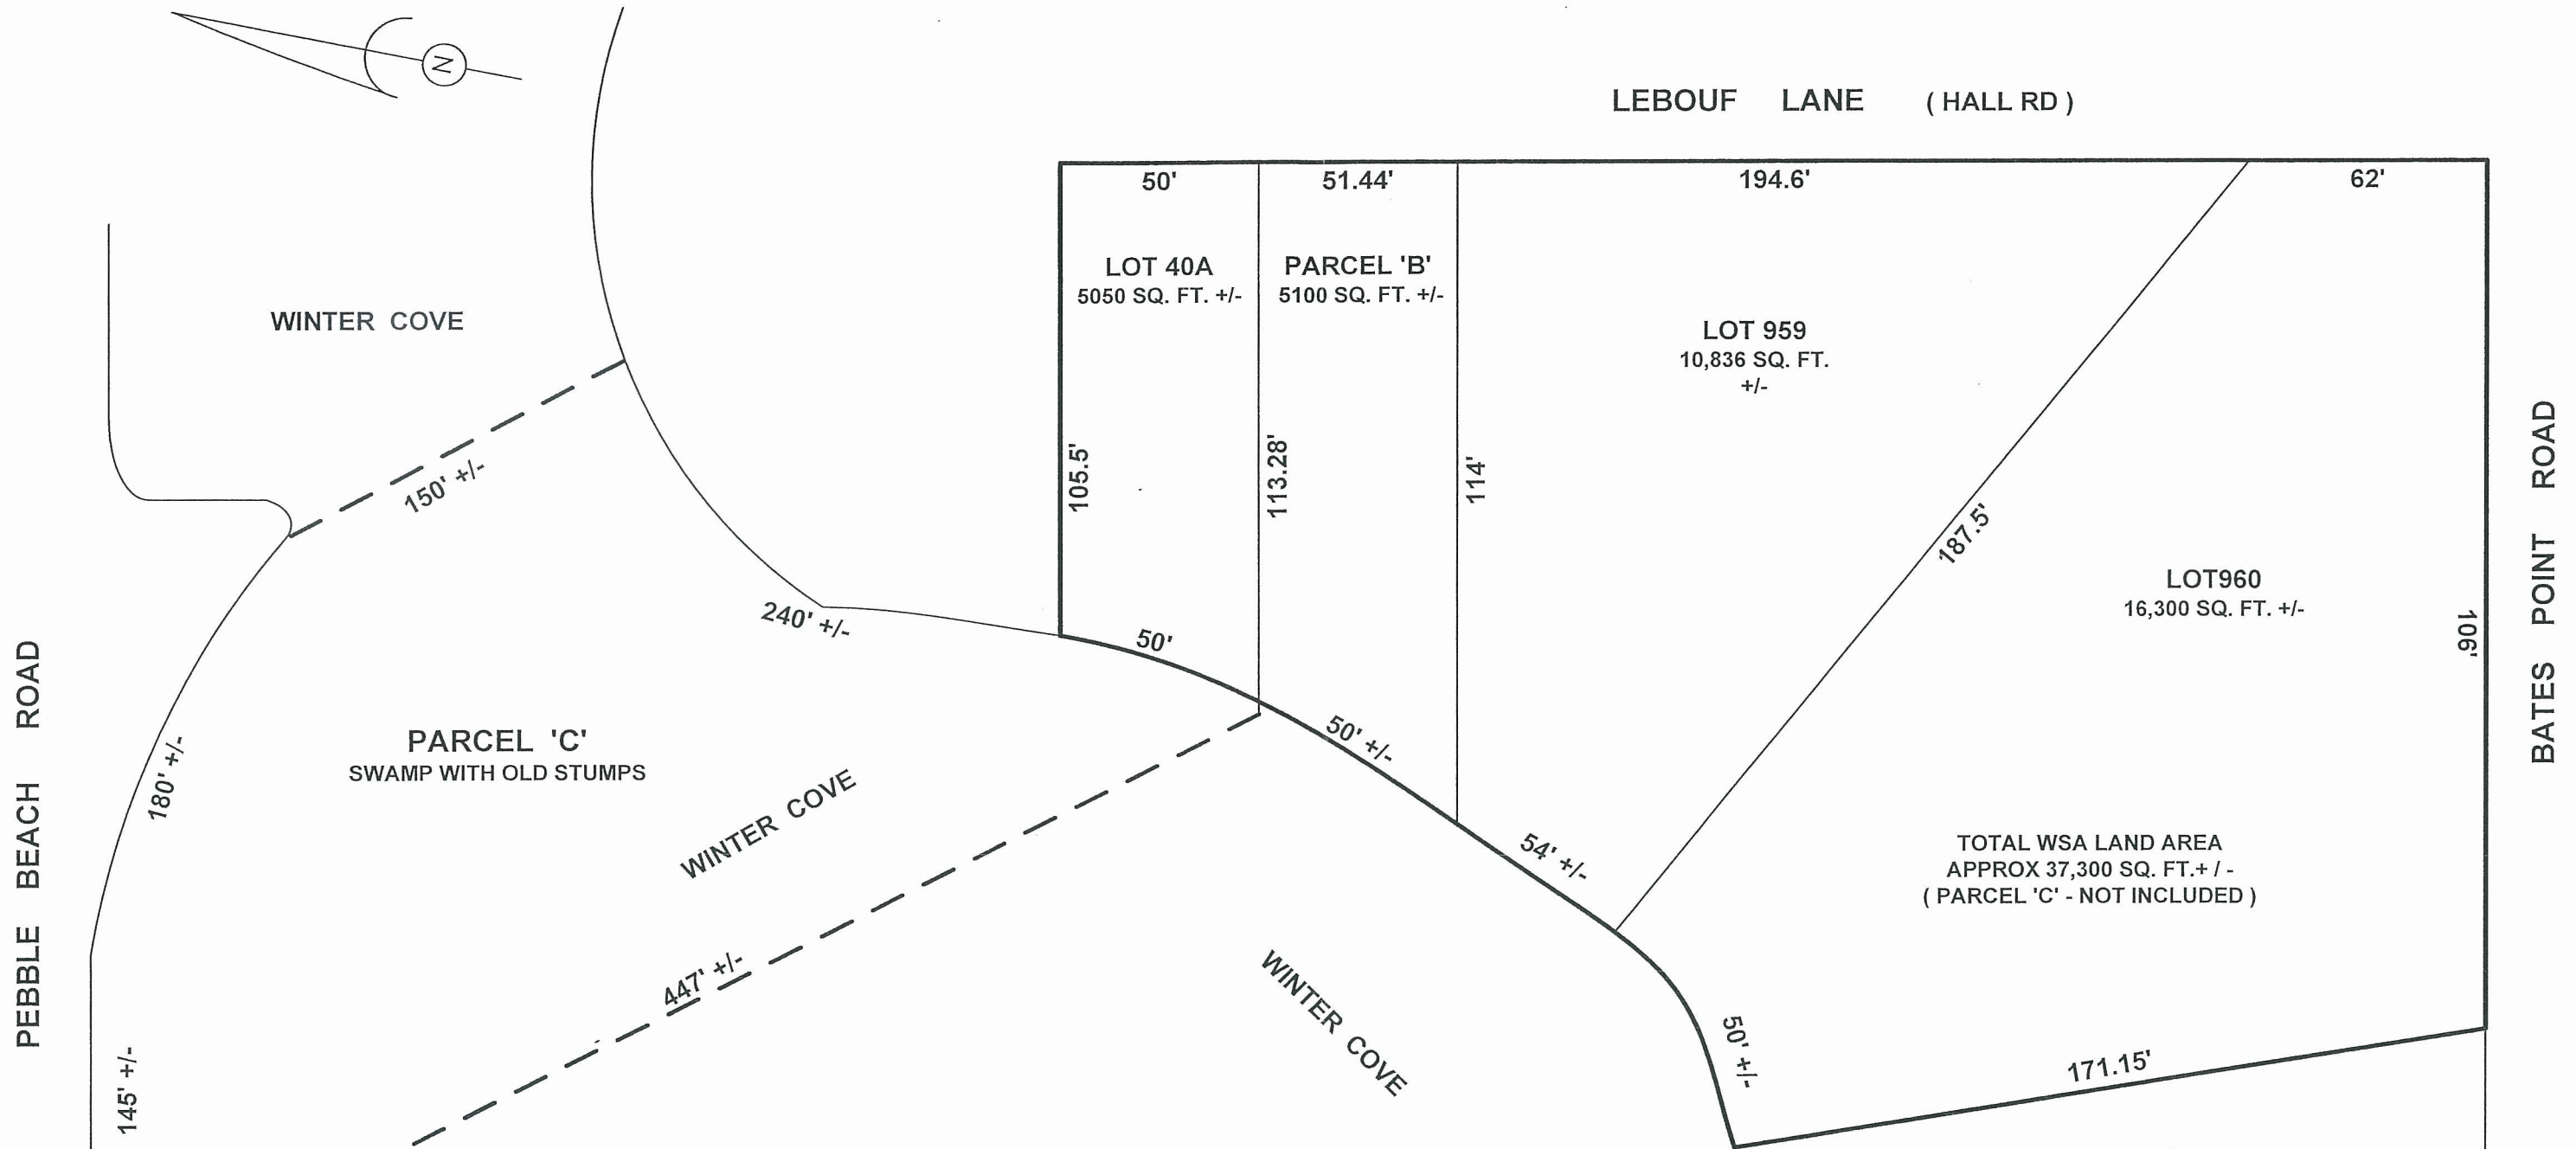 N
LEBOUF LANE ( HALL RD )
50'
51.44'
194.6'
62'
LOT 40A
5050 SQ. FT. +/-
PARCEL 'B'
5100 SQ. FT. +/-
LOT 959
10,836 SQ. FT.
+/-
WINTER COVE
150' +/-
105.5'
113.28'
114'
187.5'
LOT960
16,300 SQ. FT. +/-
106'
BATES POINT ROAD
240' +/-
50'
50' +/-
54' +/-
50' +/-
171.15'
PARCEL 'C'
SWAMP WITH OLD STUMPS
WINTER COVE
180' +/-
PEBBLE BEACH ROAD
447' +/-
WINTER COVE
145' +/-
TOTAL WSA LAND AREA
APPROX 37,300 SQ. FT.+ / -
( PARCEL 'C' - NOT INCLUDED )